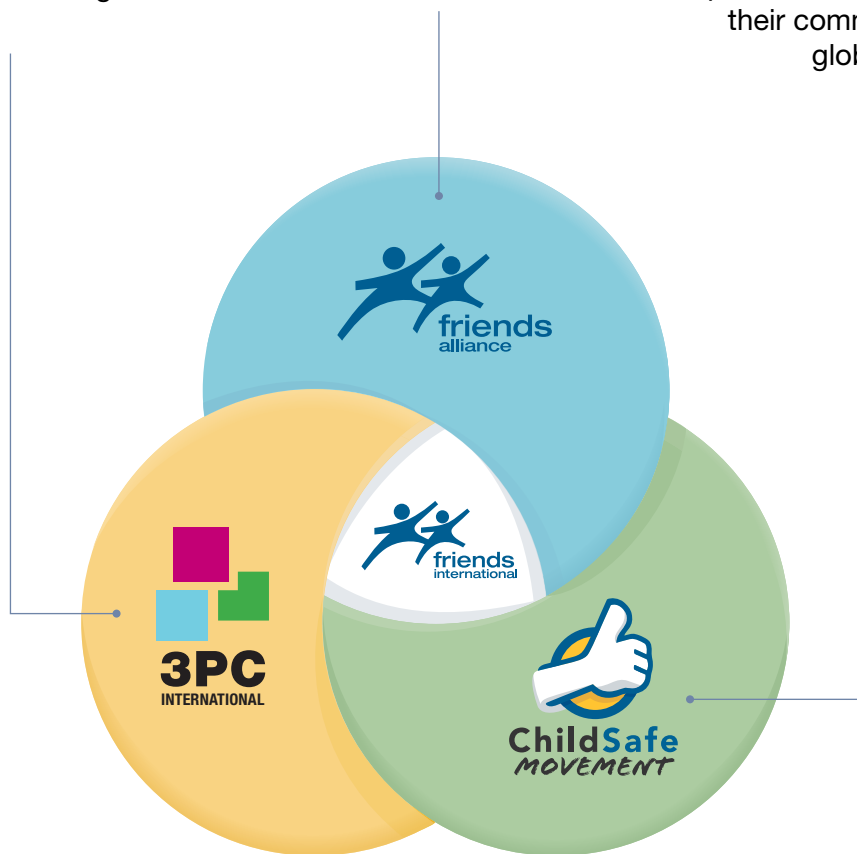 their comm
glob
friends
alliance
friends
international
3PC
INTERNATIONAL
ChildSafe
MOVEMENT